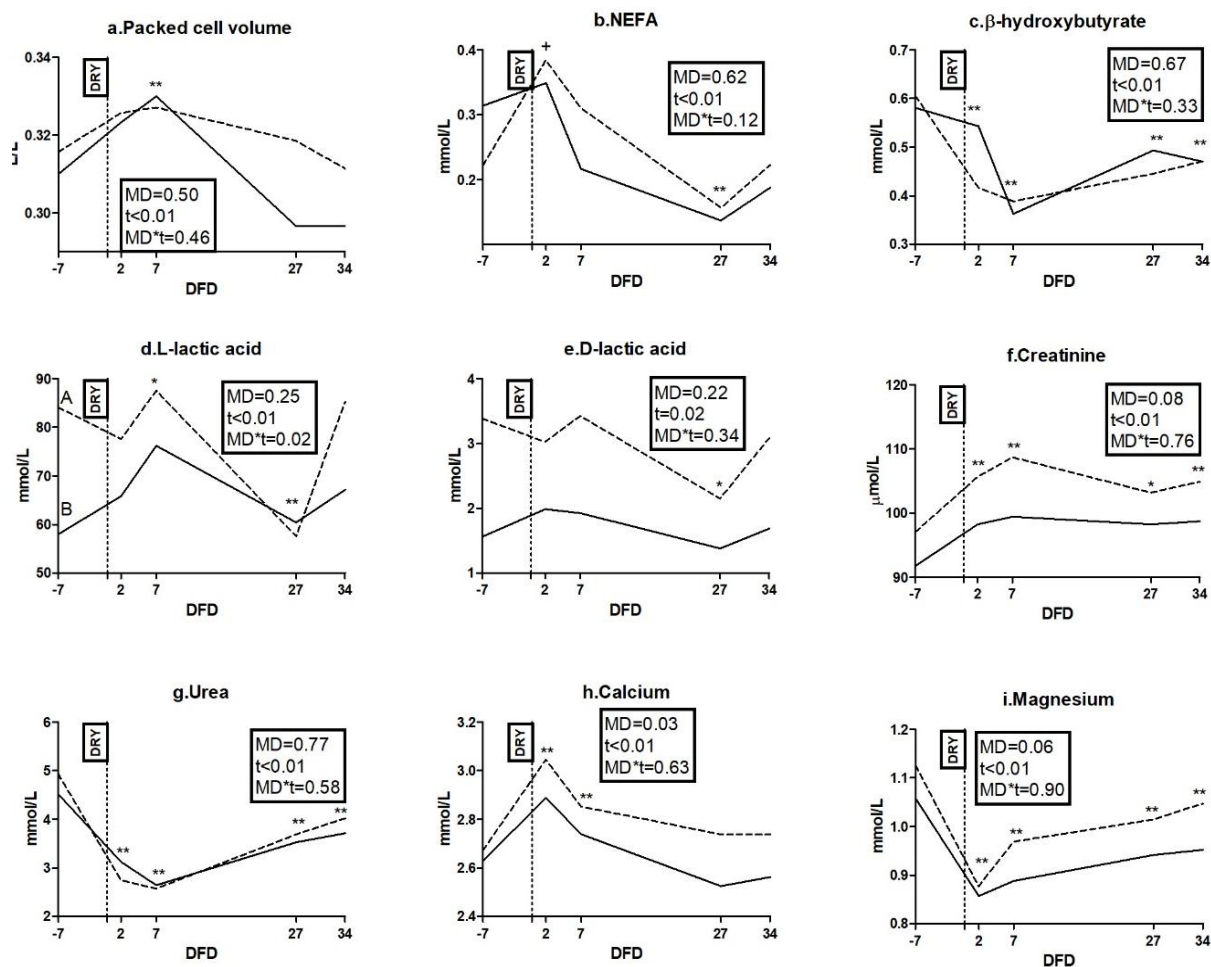 a.Packed cell volume
0.34
0.32
0.30
L/L
DRY
**
MD=0.50
t<0.01
MD*t=0.46
-7 2 7 27 34
DFD
b.NEFA
0.4
0.2
mmol/L
DRY
+
**
MD=0.62
t<0.01
MD*t=0.12
-7 2 7 27 34
DFD
c.β-hydroxybutyrate
0.7
0.6
0.5
0.4
0.3
mmol/L
DRY
**
**
**
**
MD=0.67
t<0.01
MD*t=0.33
-7 2 7 27 34
DFD
d.L-lactic acid
90
80
70
60
50
mmol/L
A
B
DRY
*
**
MD=0.25
t<0.01
MD*t=0.02
-7 2 7 27 34
DFD
e.D-lactic acid
4
3
2
1
mmol/L
DRY
*
MD=0.22
t=0.02
MD*t=0.34
-7 2 7 27 34
DFD
f.Creatinine
120
110
100
90
µmol/L
DRY
**
**
*
**
MD=0.08
t<0.01
MD*t=0.76
-7 2 7 27 34
DFD
g.Urea
6
5
4
3
2
mmol/L
DRY
**
**
**
**
MD=0.77
t<0.01
MD*t=0.58
-7 2 7 27 34
DFD
h.Calcium
3.2
3.0
2.8
2.6
2.4
mmol/L
DRY
**
**
MD=0.03
t<0.01
MD*t=0.63
-7 2 7 27 34
DFD
i.Magnesium
1.2
1.1
1.0
0.9
0.8
mmol/L
DRY
**
**
**
**
MD=0.06
t<0.01
MD*t=0.90
-7 2 7 27 34
DFD